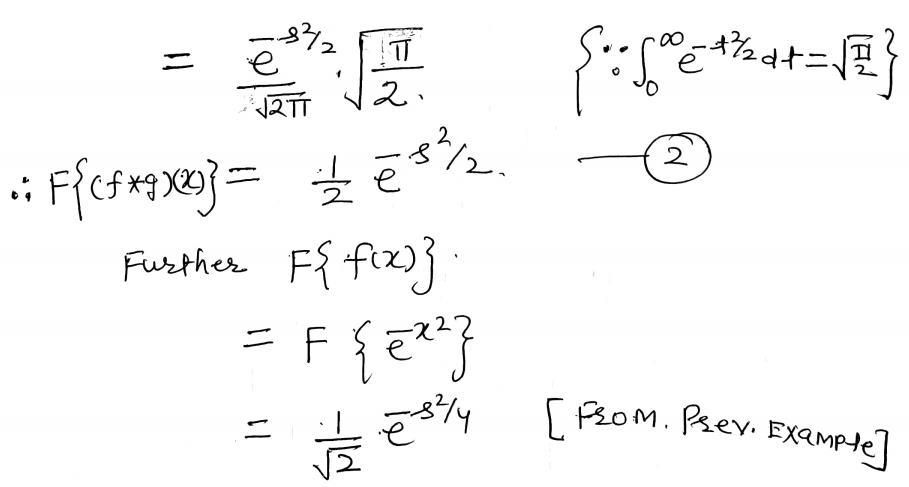 = e^{-s²/2}/√2π · √(π/2). {∵ ∫₀^∞ e^{-t²/2} dt = √(π/2)}
∴ F{(f*g)(x)} = 1/2 e^{-s²/2}. —— (2)
Further F{f(x)}.
= F{e^{-x²}}
= 1/√2 e^{-s²/4} [From. Prev. Example]